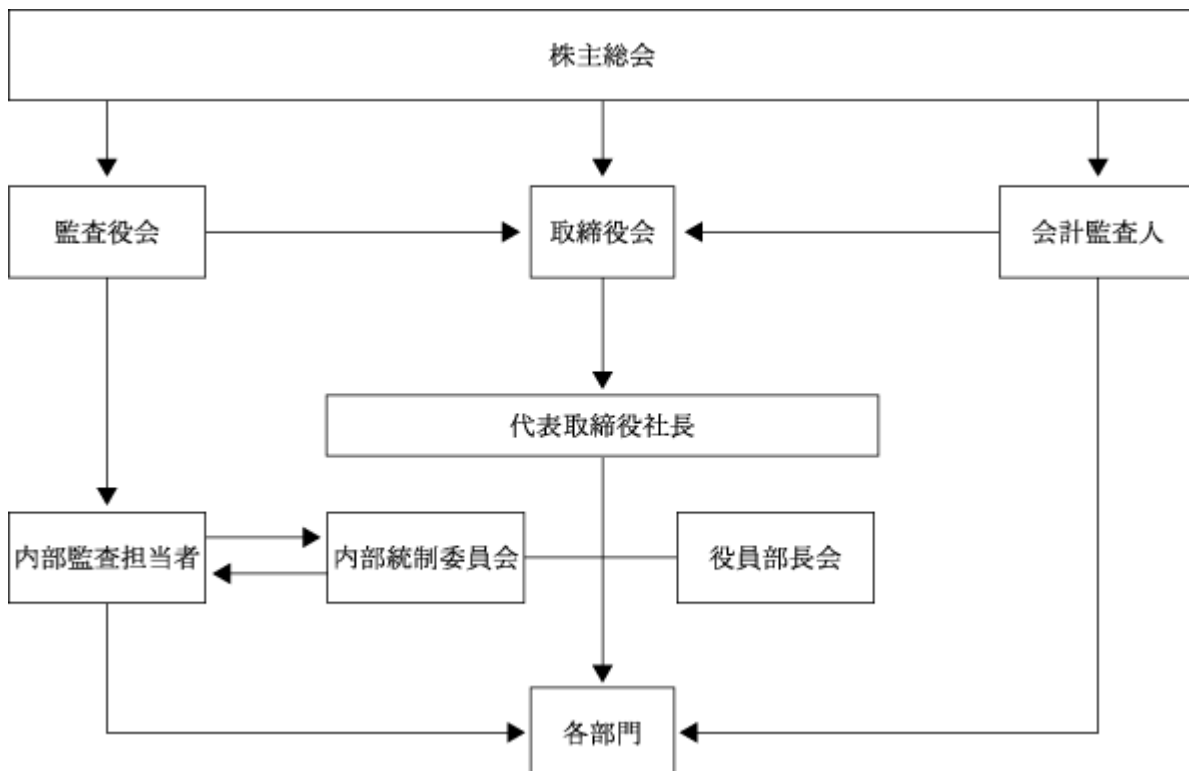 株主総会
監査役会
取締役会
会計監査人
代表取締役社長
内部監査担当者
内部統制委員会
役員部長会
各部門